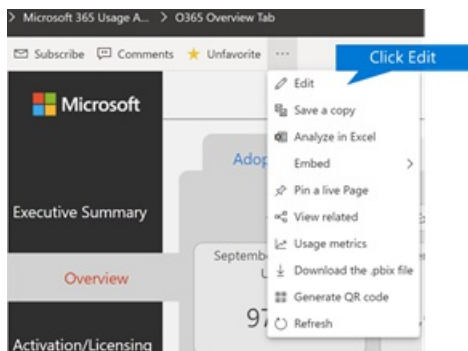 > Microsoft 365 Usage A... > O365 Overview Tab
Subscribe Comments Unfavorite ...
Click Edit
Edit
Save a copy
Analyze in Excel
Embed >
Pin a live Page
View related
Usage metrics
Download the .pbix file
Generate QR code
Refresh
Microsoft
Executive Summary
Overview
Activation/Licensing
Adop
Septemb
97